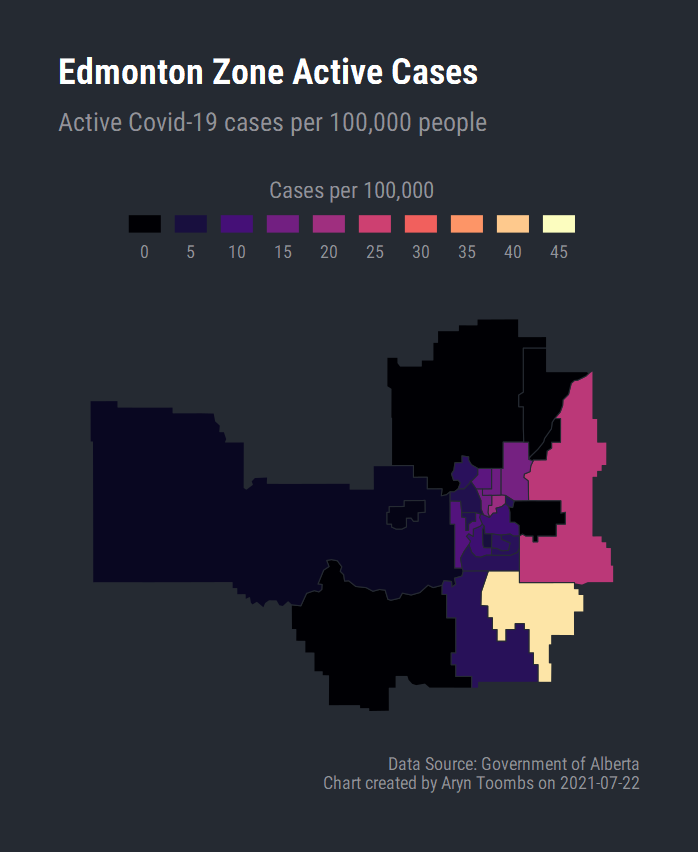 Edmonton Zone Active Cases
Active Covid-19 cases per 100,000 people
Cases per 100,000
0 5 10 15 20 25 30 35 40 45
Data Source: Government of Alberta
Chart created by Aryn Toombs on 2021-07-22